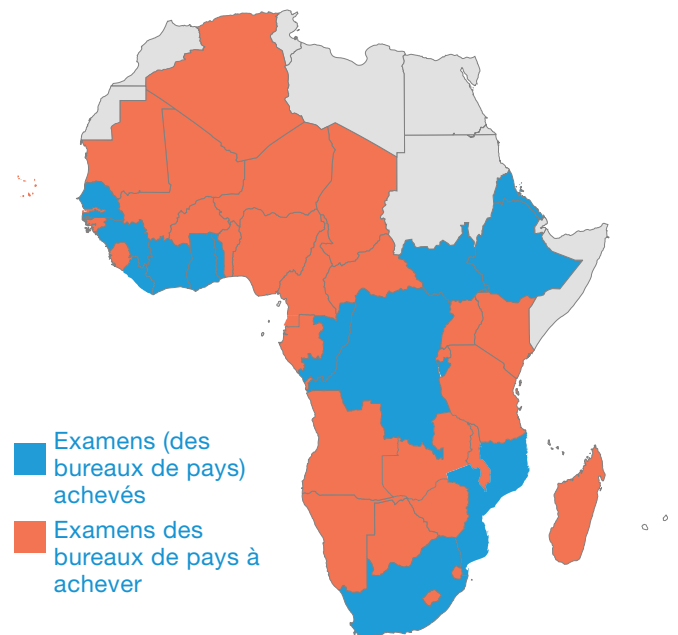 Examens (des
bureaux de pays)
achevés
Examens des
bureaux de pays à
achever